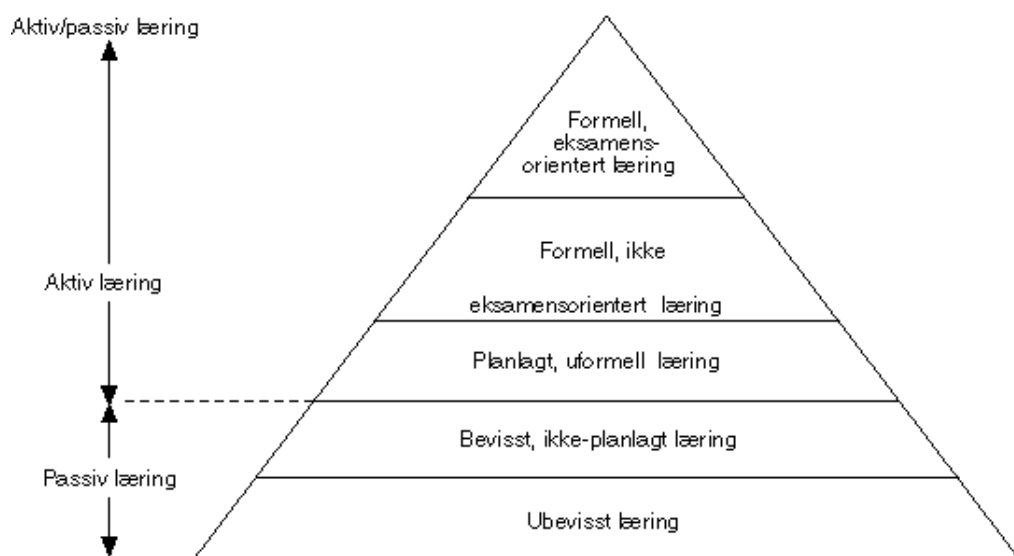 Aktiv/passiv læring
Formell,
eksamens-
orientert læring
Formell, ikke
Aktiv læring
eksamensorientert læring
Planlagt, uformell læring
Bevisst, ikke-planlagt læring
Passiv læring
Ubevisst læring